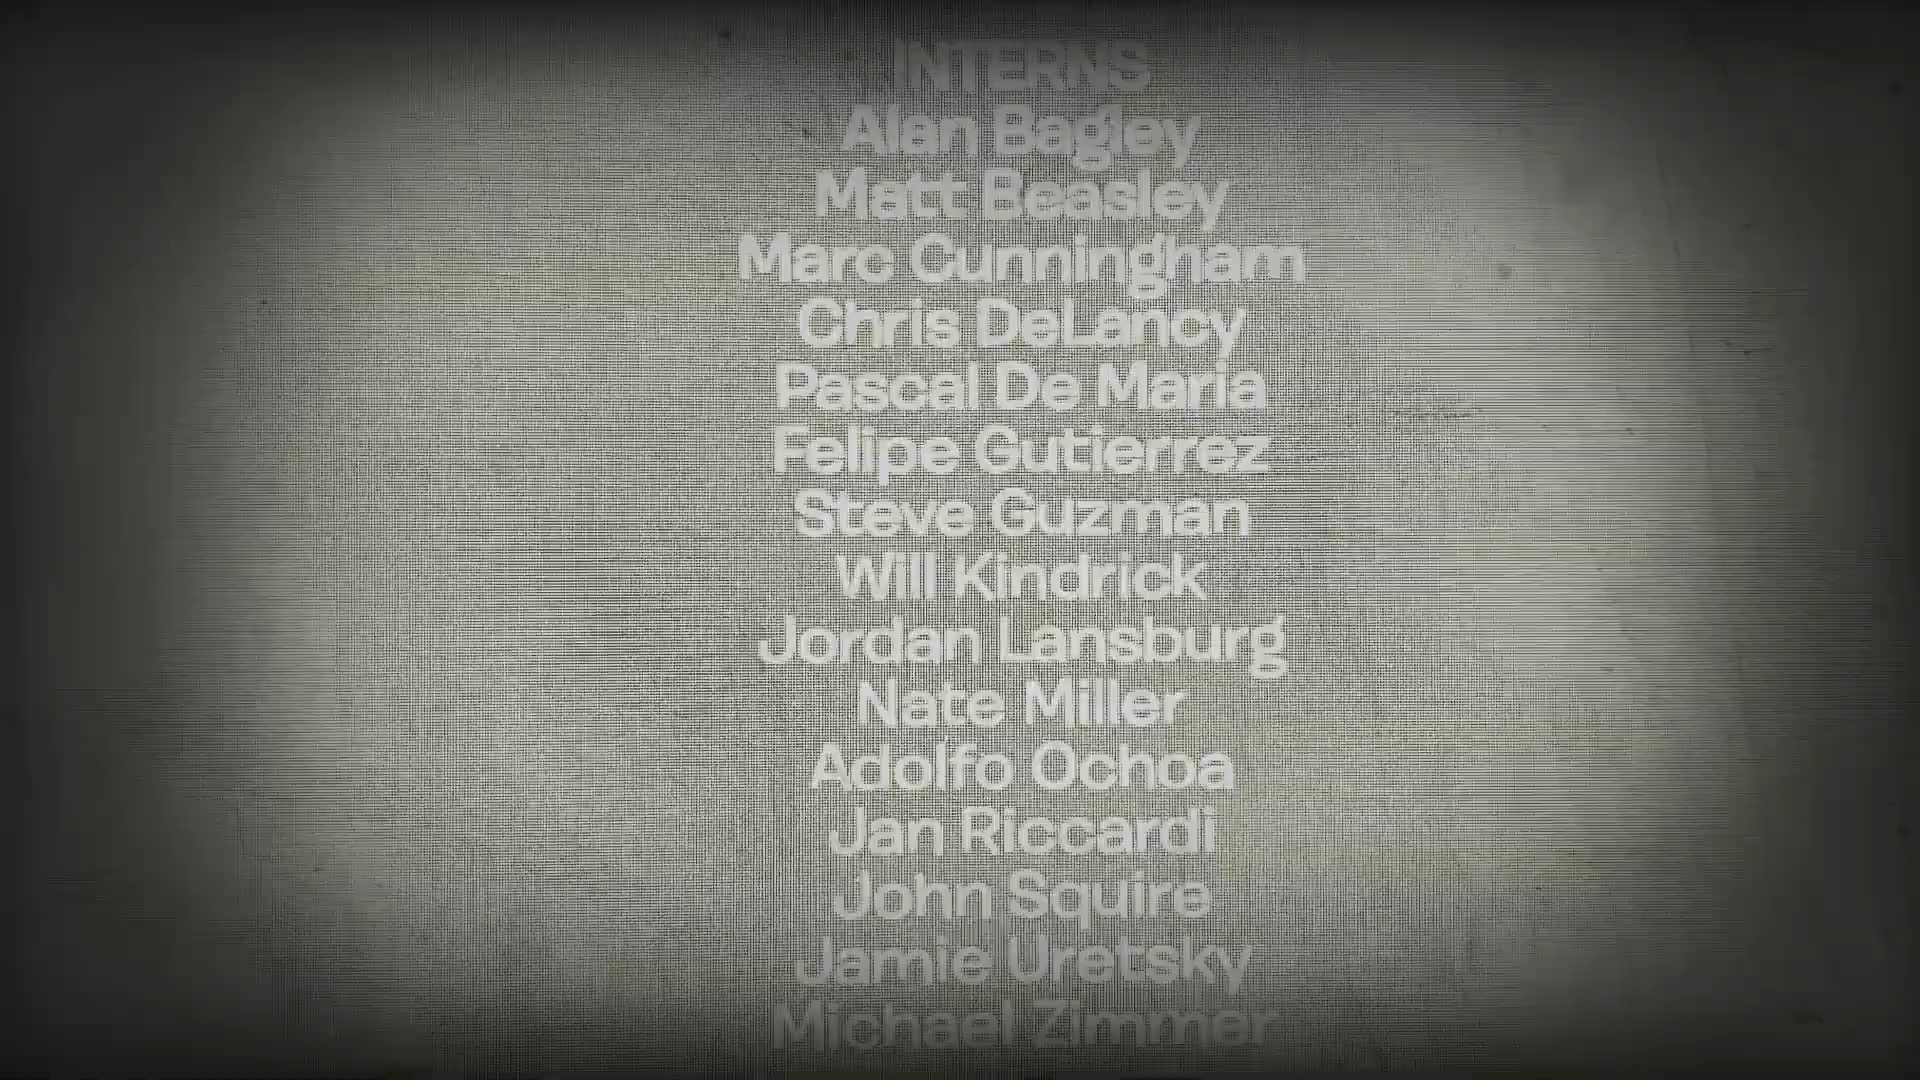 INTERNS
Alan Bagley
Matt Beasley
Marc Cunningham
Chris DeLancy
Pascal De Maria
Felipe Gutierrez
Steve Guzman
Will Kindrick
Jordan Lansburg
Nate Miller
Adolfo Ochoa
Jan Riccardi
John Squire
Jamie Uretsky
Michael Zimmer